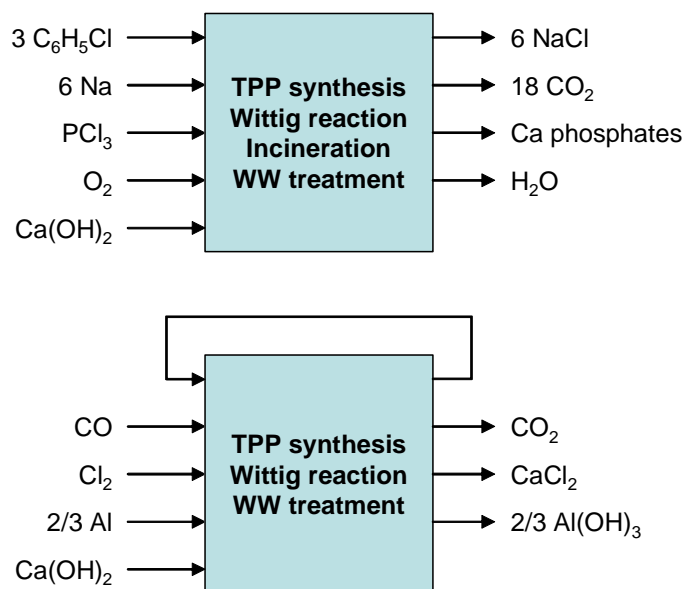 3 C₆H₅Cl
6 Na
PCl₃
O₂
Ca(OH)₂
TPP synthesis
Wittig reaction
Incineration
WW treatment
6 NaCl
18 CO₂
Ca phosphates
H₂O
CO
Cl₂
2/3 Al
Ca(OH)₂
TPP synthesis
Wittig reaction
WW treatment
CO₂
CaCl₂
2/3 Al(OH)₃